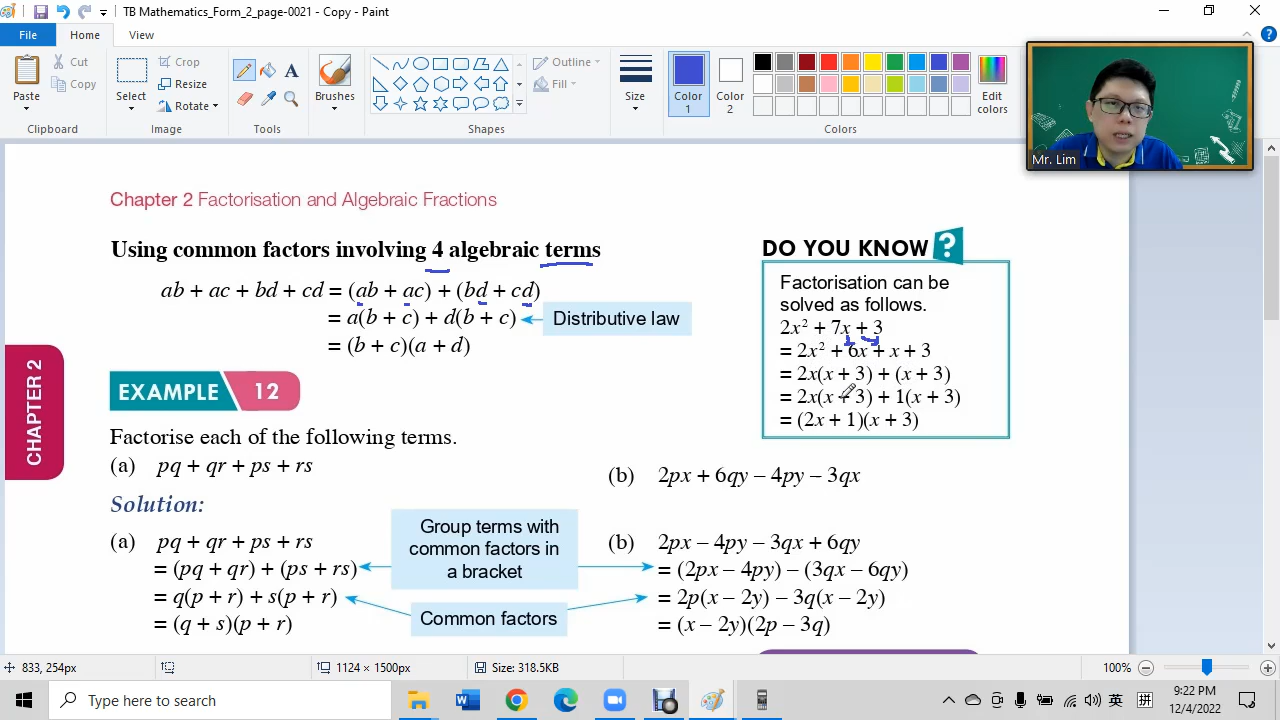 TB Mathematics_Form_2_page-0021 - Copy - Paint
File
Home
View
Paste
Cut
Copy
Clipboard
Select
Crop
Resize
Rotate
Image
A
Tools
Brushes
Shapes
Outline
Fill
Size
Color 1
Color 2
Colors
Edit colors
Mr. Lim
Chapter 2 Factorisation and Algebraic Fractions
Using common factors involving 4 algebraic terms
ab + ac + bd + cd = (ab + ac) + (bd + cd)
= a(b + c) + d(b + c)
Distributive law
= (b + c)(a + d)
DO YOU KNOW ?
Factorisation can be
solved as follows.
2x² + 7x + 3
= 2x² + 6x + x + 3
= 2x(x + 3) + (x + 3)
= 2x(x + 3) + 1(x + 3)
= (2x + 1)(x + 3)
CHAPTER 2
EXAMPLE 12
Factorise each of the following terms.
(a) pq + qr + ps + rs
(b) 2px + 6qy – 4py – 3qx
Solution:
(a) pq + qr + ps + rs
= (pq + qr) + (ps + rs)
= q(p + r) + s(p + r)
= (q + s)(p + r)
Group terms with
common factors in
a bracket
Common factors
(b) 2px – 4py – 3qx + 6qy
= (2px – 4py) – (3qx – 6qy)
= 2p(x – 2y) – 3q(x – 2y)
= (x – 2y)(2p – 3q)
833, 254px
1124 × 1500px
Size: 318.5KB
100%
Type here to search
英
拼
9:22 PM
12/4/2022